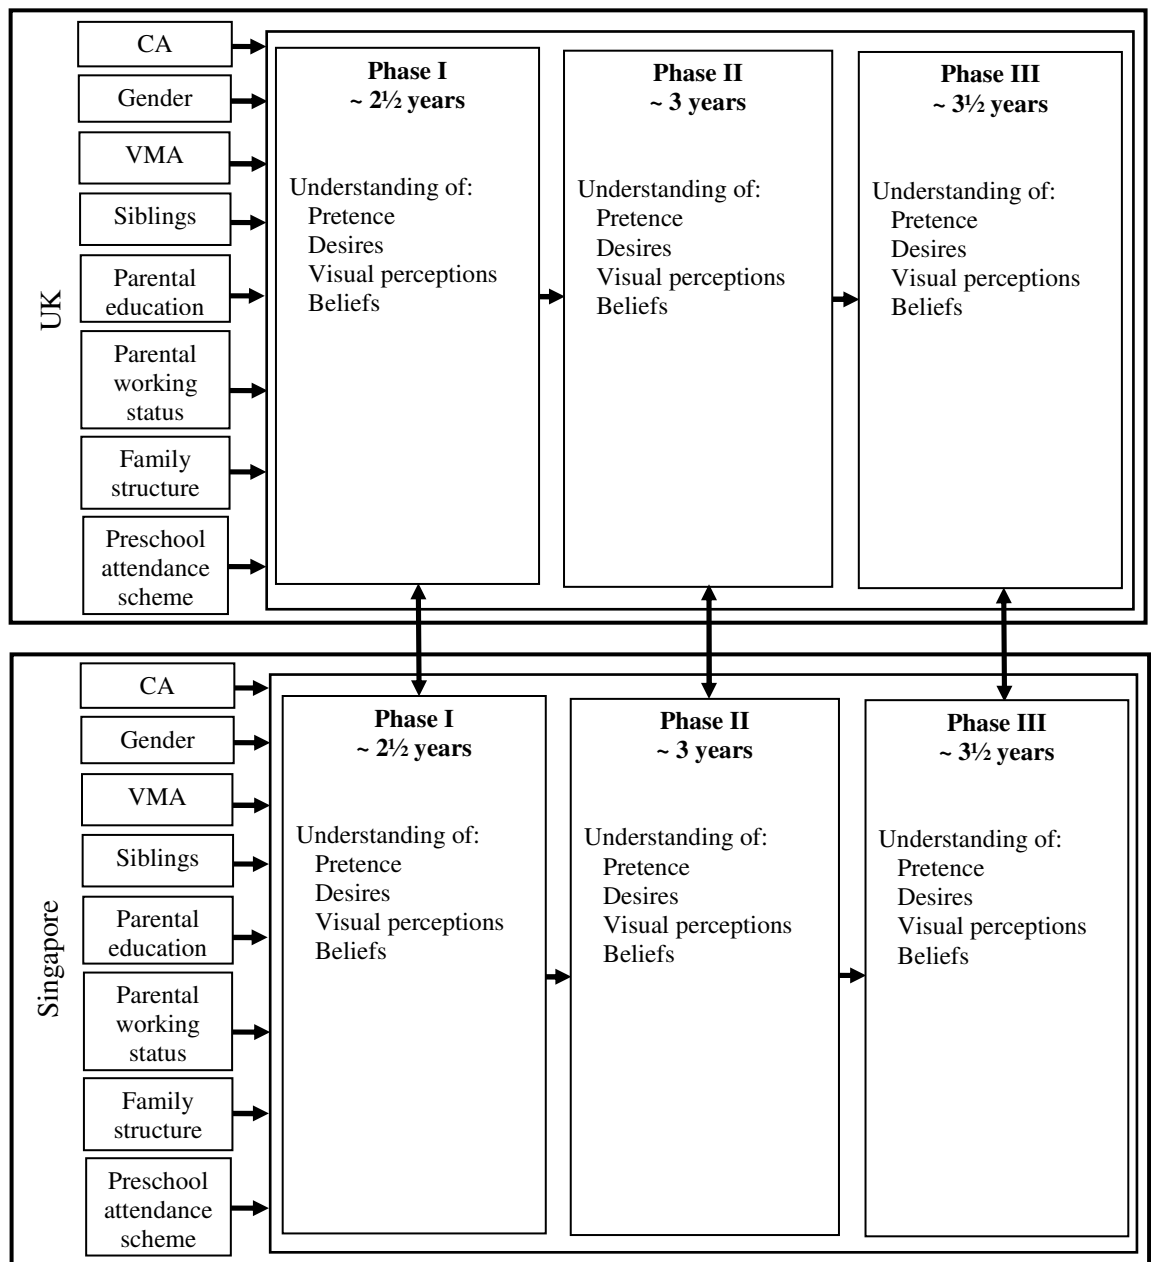 UK
CA
Gender
VMA
Siblings
Parental
education
Parental
working
status
Family
structure
Preschool
attendance
scheme
Phase I
~ 2½ years
Understanding of:
Pretence
Desires
Visual perceptions
Beliefs
Phase II
~ 3 years
Understanding of:
Pretence
Desires
Visual perceptions
Beliefs
Phase III
~ 3½ years
Understanding of:
Pretence
Desires
Visual perceptions
Beliefs
Singapore
CA
Gender
VMA
Siblings
Parental
education
Parental
working
status
Family
structure
Preschool
attendance
scheme
Phase I
~ 2½ years
Understanding of:
Pretence
Desires
Visual perceptions
Beliefs
Phase II
~ 3 years
Understanding of:
Pretence
Desires
Visual perceptions
Beliefs
Phase III
~ 3½ years
Understanding of:
Pretence
Desires
Visual perceptions
Beliefs